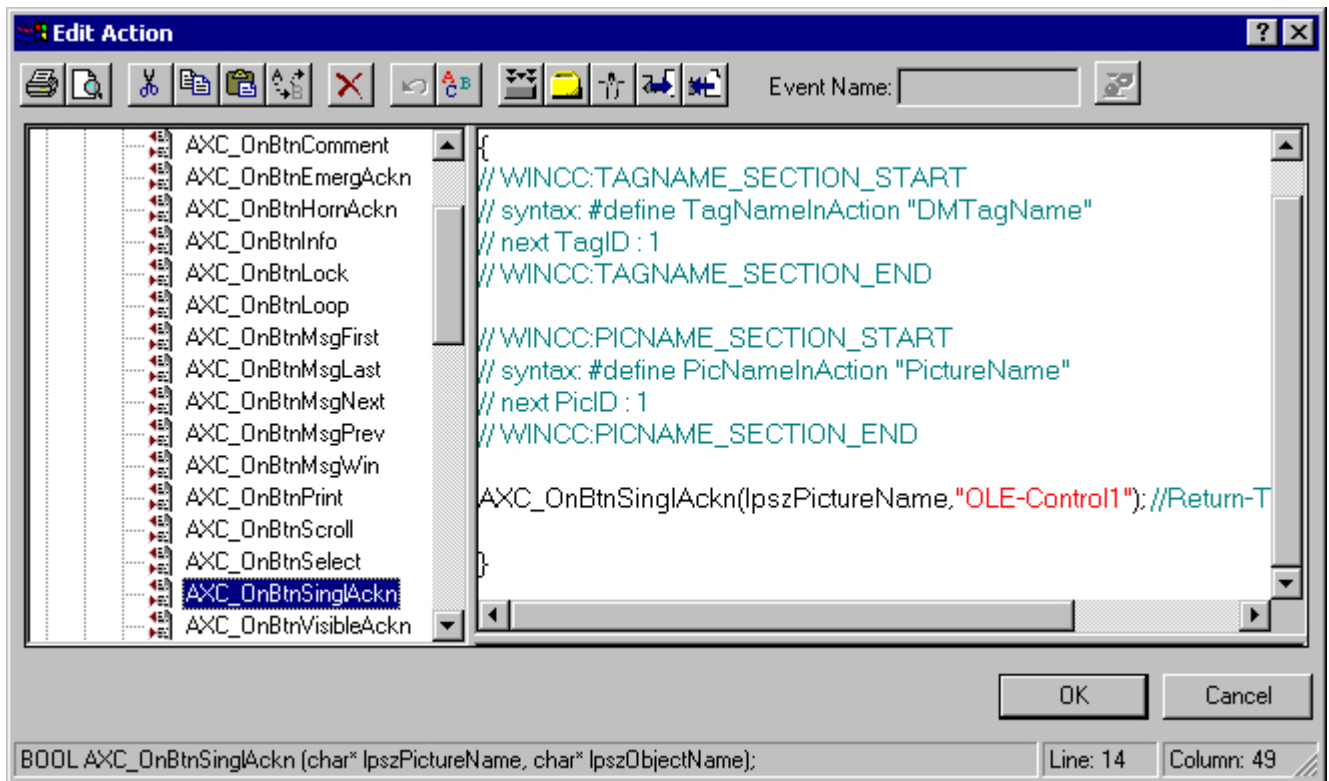 Edit Action
Event Name:
AXC_OnBtnComment
AXC_OnBtnEmergAckn
AXC_OnBtnHornAckn
AXC_OnBtnInfo
AXC_OnBtnLock
AXC_OnBtnLoop
AXC_OnBtnMsgFirst
AXC_OnBtnMsgLast
AXC_OnBtnMsgNext
AXC_OnBtnMsgPrev
AXC_OnBtnMsgWin
AXC_OnBtnPrint
AXC_OnBtnScroll
AXC_OnBtnSelect
AXC_OnBtnSinglAckn
AXC_OnBtnVisibleAckn
{
// WINCC:TAGNAME_SECTION_START
// syntax: #define TagNameInAction "DMTagName"
// next TagID : 1
// WINCC:TAGNAME_SECTION_END
// WINCC:PICNAME_SECTION_START
// syntax: #define PicNameInAction "PictureName"
// next PicID : 1
// WINCC:PICNAME_SECTION_END
AXC_OnBtnSinglAckn(lpszPictureName,"OLE-Control1"); //Return-T
}
OK
Cancel
BOOL AXC_OnBtnSinglAckn (char* lpszPictureName, char* lpszObjectName);
Line: 14
Column: 49